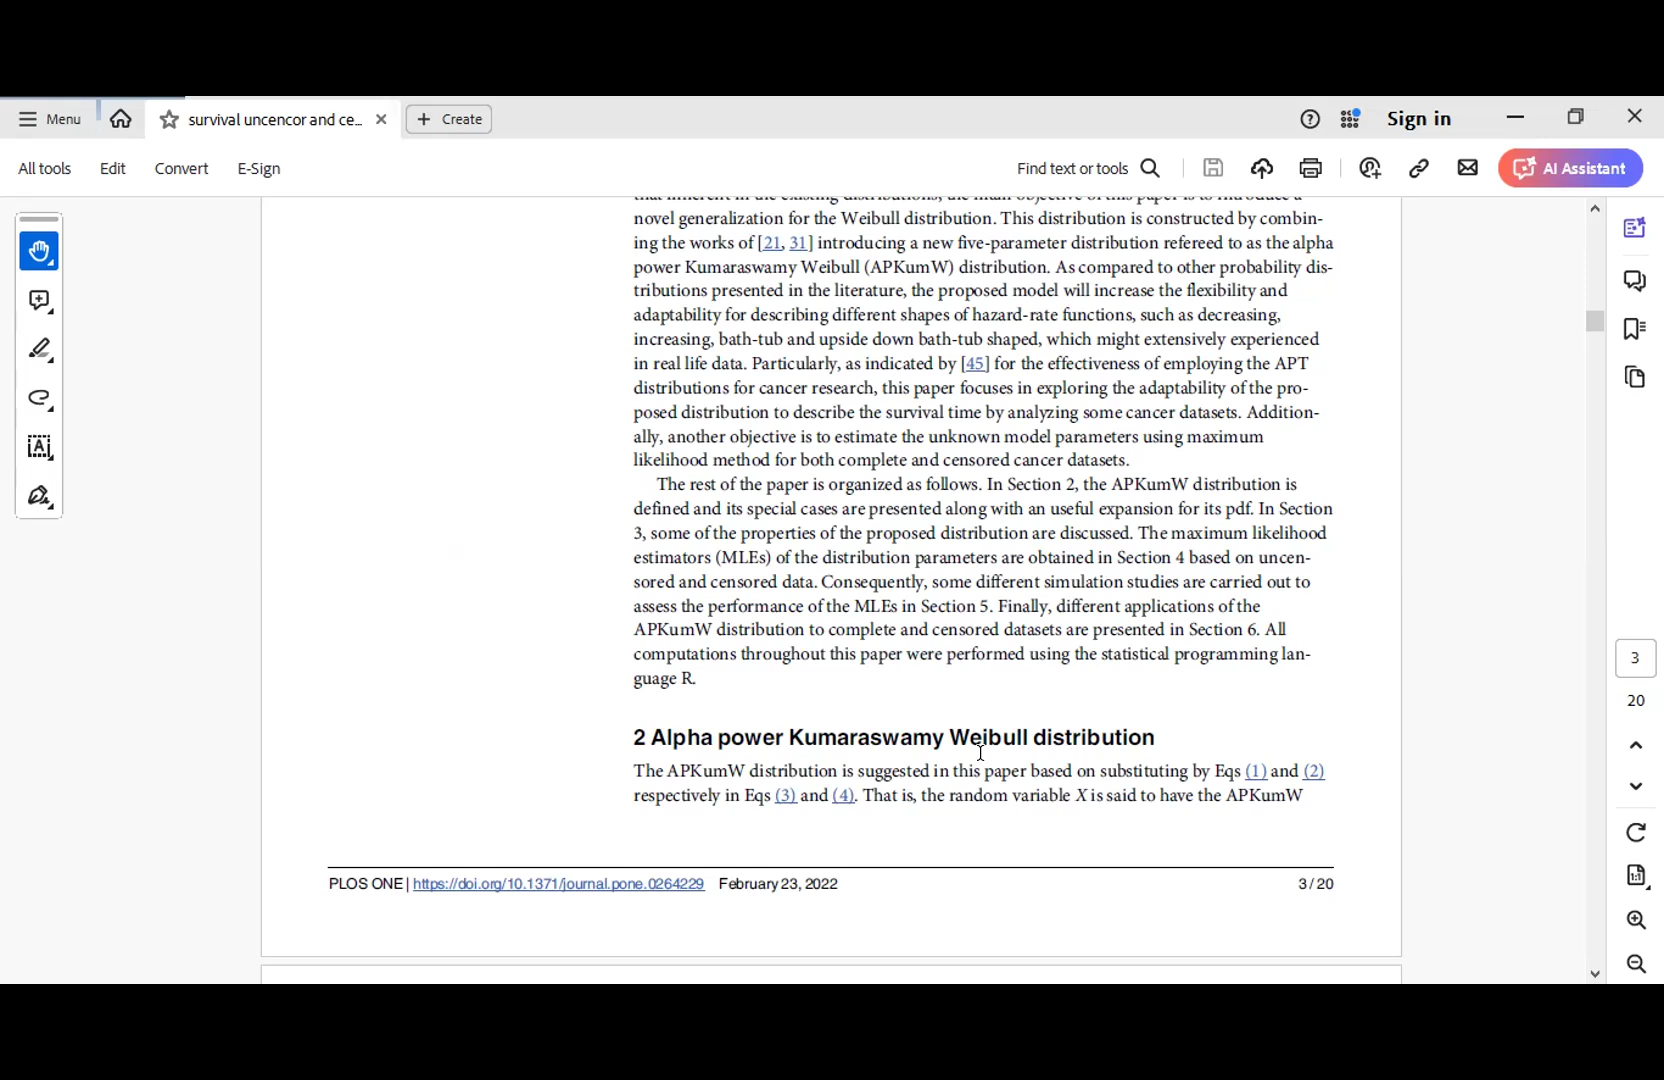 Menu
survival uncencor and ce...
Create
Sign in
All tools
Edit
Convert
E-Sign
Find text or tools
AI Assistant
that inherent in the existing distributions, the main objective of this paper is to introduce a
novel generalization for the Weibull distribution. This distribution is constructed by combin-
ing the works of [21, 31] introducing a new five-parameter distribution refereed to as the alpha
power Kumaraswamy Weibull (APKumW) distribution. As compared to other probability dis-
tributions presented in the literature, the proposed model will increase the flexibility and
adaptability for describing different shapes of hazard-rate functions, such as decreasing,
increasing, bath-tub and upside down bath-tub shaped, which might extensively experienced
in real life data. Particularly, as indicated by [45] for the effectiveness of employing the APT
distributions for cancer research, this paper focuses in exploring the adaptability of the pro-
posed distribution to describe the survival time by analyzing some cancer datasets. Addition-
ally, another objective is to estimate the unknown model parameters using maximum
likelihood method for both complete and censored cancer datasets.
The rest of the paper is organized as follows. In Section 2, the APKumW distribution is
defined and its special cases are presented along with an useful expansion for its pdf. In Section
3, some of the properties of the proposed distribution are discussed. The maximum likelihood
estimators (MLEs) of the distribution parameters are obtained in Section 4 based on uncen-
sored and censored data. Consequently, some different simulation studies are carried out to
assess the performance of the MLEs in Section 5. Finally, different applications of the
APKumW distribution to complete and censored datasets are presented in Section 6. All
computations throughout this paper were performed using the statistical programming lan-
guage R.
2 Alpha power Kumaraswamy Weibull distribution
The APKumW distribution is suggested in this paper based on substituting by Eqs (1) and (2)
respectively in Eqs (3) and (4). That is, the random variable X is said to have the APKumW
PLOS ONE | https://doi.org/10.1371/journal.pone.0264229 February 23, 2022
3 / 20
3
20